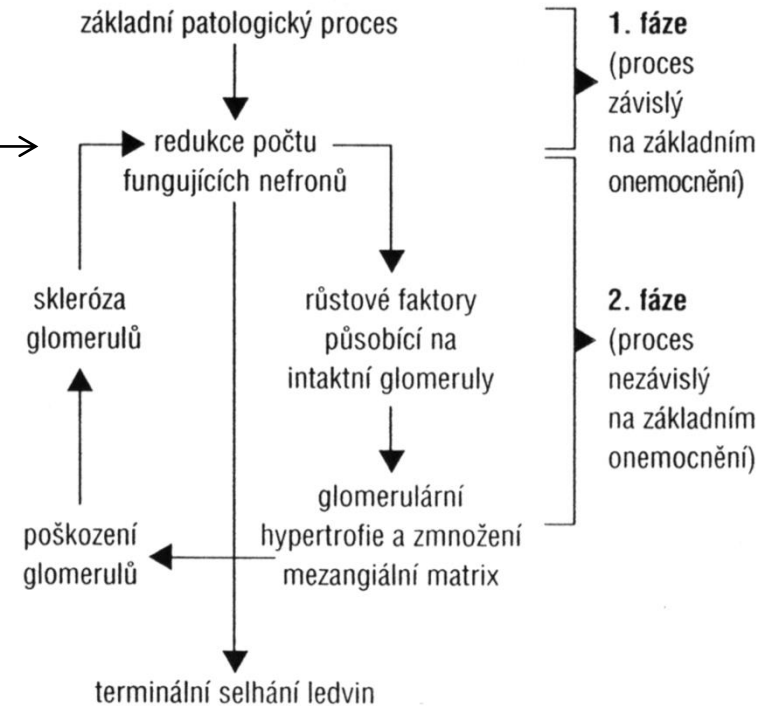 základní patologický proces
redukce počtu
fungujících nefronů
růstové faktory
působící na
intaktní glomeruly
glomerulární
hypertrofie a zmnožení
mezangiální matrix
poškození
glomerulů
skleróza
glomerulů
terminální selhání ledvin
1. fáze
(proces
závislý
na základním
onemocnění)
2. fáze
(proces
nezávislý
na základním
onemocnění)